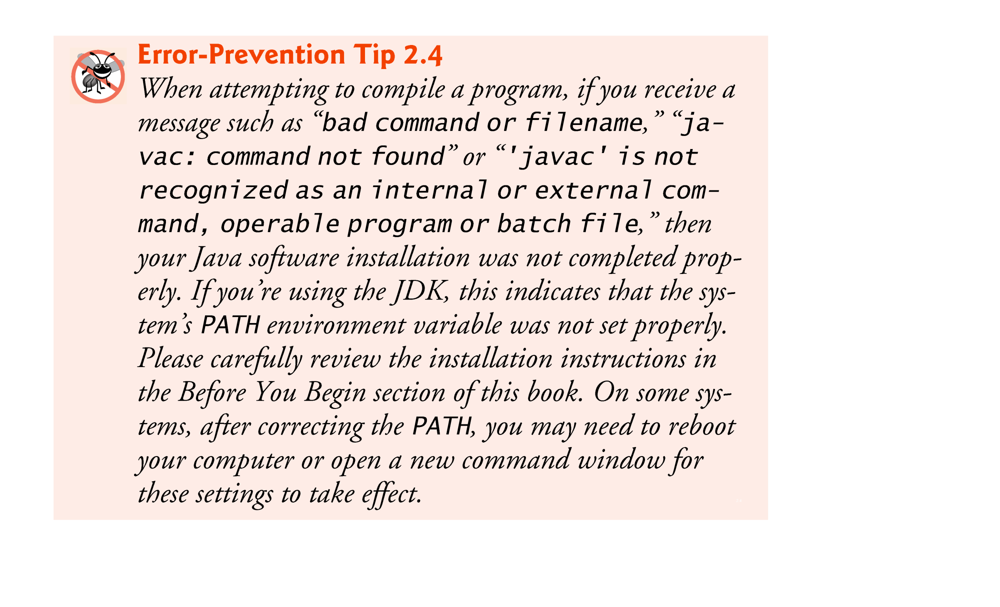 Error-Prevention Tip 2.4
When attempting to compile a program, if you receive a
message such as “bad command or filename,” “ja-
vac: command not found” or “'javac' is not
recognized as an internal or external com-
mand, operable program or batch file,” then
your Java software installation was not completed prop-
erly. If you’re using the JDK, this indicates that the sys-
tem’s PATH environment variable was not set properly.
Please carefully review the installation instructions in
the Before You Begin section of this book. On some sys-
tems, after correcting the PATH, you may need to reboot
your computer or open a new command window for
these settings to take effect.